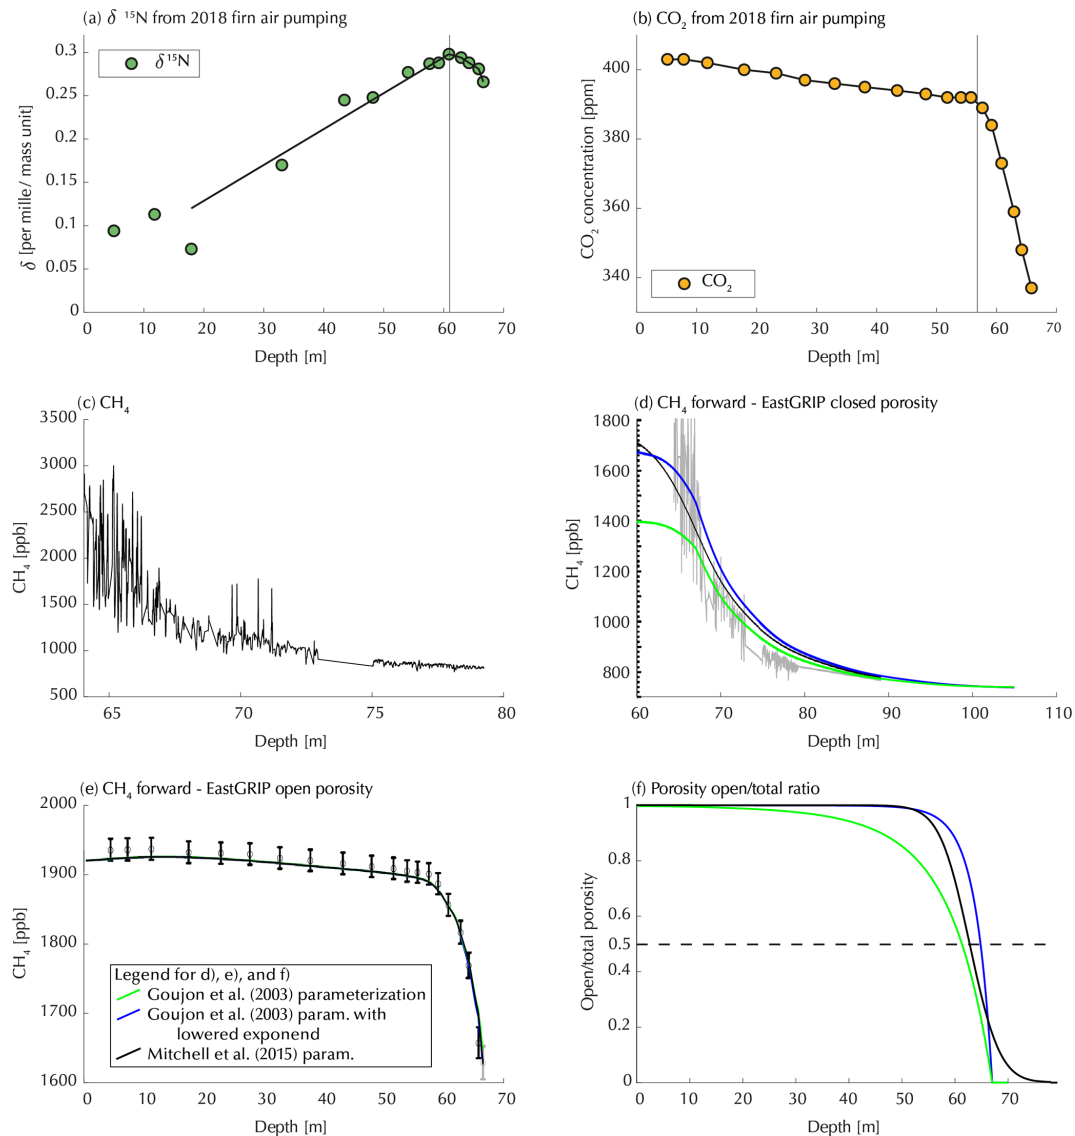 (a) δ ¹⁵N from 2018 firn air pumping
δ ¹⁵N
0.3
0.25
0.2
0.15
0.1
0.05
0
δ [per mille/ mass unit]
0 10 20 30 40 50 60 70
Depth [m]
(b) CO₂ from 2018 firn air pumping
400
380
360
340
CO₂ concentration [ppm]
CO₂
0 10 20 30 40 50 60 70
Depth [m]
(c) CH₄
3500
3000
2500
2000
1500
1000
500
CH₄ [ppb]
65 70 75 80
Depth [m]
(d) CH₄ forward - EastGRIP closed porosity
1800
1600
1400
1200
1000
800
CH₄ [ppb]
60 70 80 90 100 110
Depth [m]
(e) CH₄ forward - EastGRIP open porosity
2000
1900
1800
1700
1600
CH₄ [ppb]
Legend for d), e), and f)
Goujon et al. (2003) parameterization
Goujon et al. (2003) param. with
lowered exponend
Mitchell et al. (2015) param.
0 10 20 30 40 50 60 70
Depth [m]
(f) Porosity open/total ratio
1
0.8
0.6
0.5
0.4
0.2
0
Open/total porosity
0 10 20 30 40 50 60 70
Depth [m]